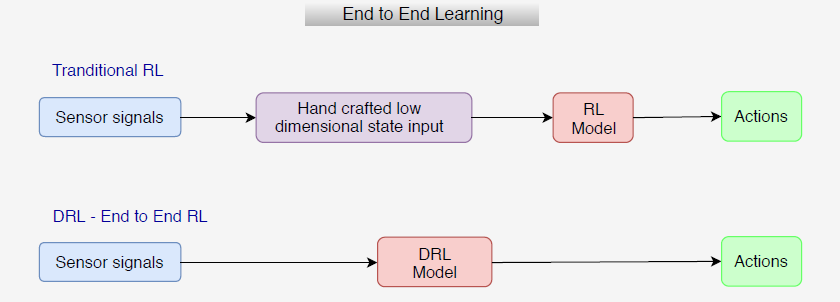 End to End Learning
Tranditional RL
Sensor signals
Hand crafted low
dimensional state input
RL
Model
Actions
DRL - End to End RL
Sensor signals
DRL
Model
Actions